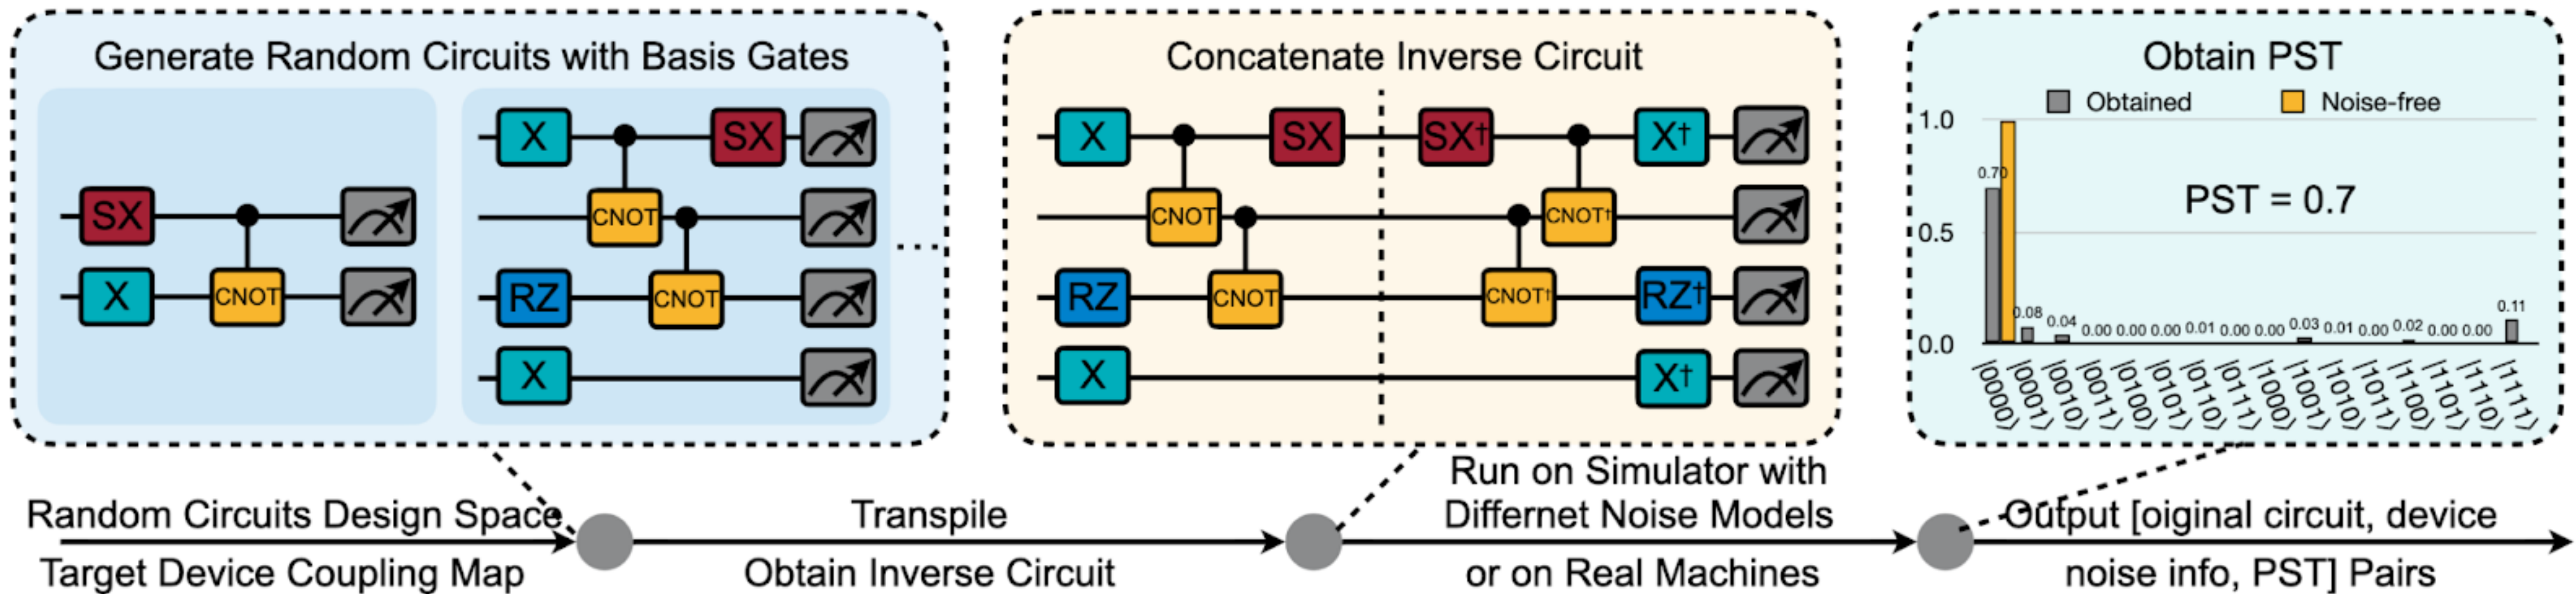 Generate Random Circuits with Basis Gates
SX
CNOT
X
X
SX
CNOT
RZ
CNOT
X
Concatenate Inverse Circuit
X
SX
SX†
X†
CNOT
CNOT†
RZ
CNOT
CNOT†
RZ†
X
X†
Obtain PST
Obtained
Noise-free
1.0
0.5
0.0
PST = 0.7
0.70
0.08
0.04
0.00
0.00
0.00
0.01
0.00
0.00
0.03
0.01
0.00
0.02
0.00
0.00
0.11
|0000⟩
|0001⟩
|0010⟩
|0011⟩
|0100⟩
|0101⟩
|0110⟩
|0111⟩
|1000⟩
|1001⟩
|1010⟩
|1011⟩
|1100⟩
|1101⟩
|1110⟩
|1111⟩
Random Circuits Design Space
Target Device Coupling Map
Transpile
Obtain Inverse Circuit
Run on Simulator with
Differnet Noise Models
or on Real Machines
Output [oiginal circuit, device
noise info, PST] Pairs